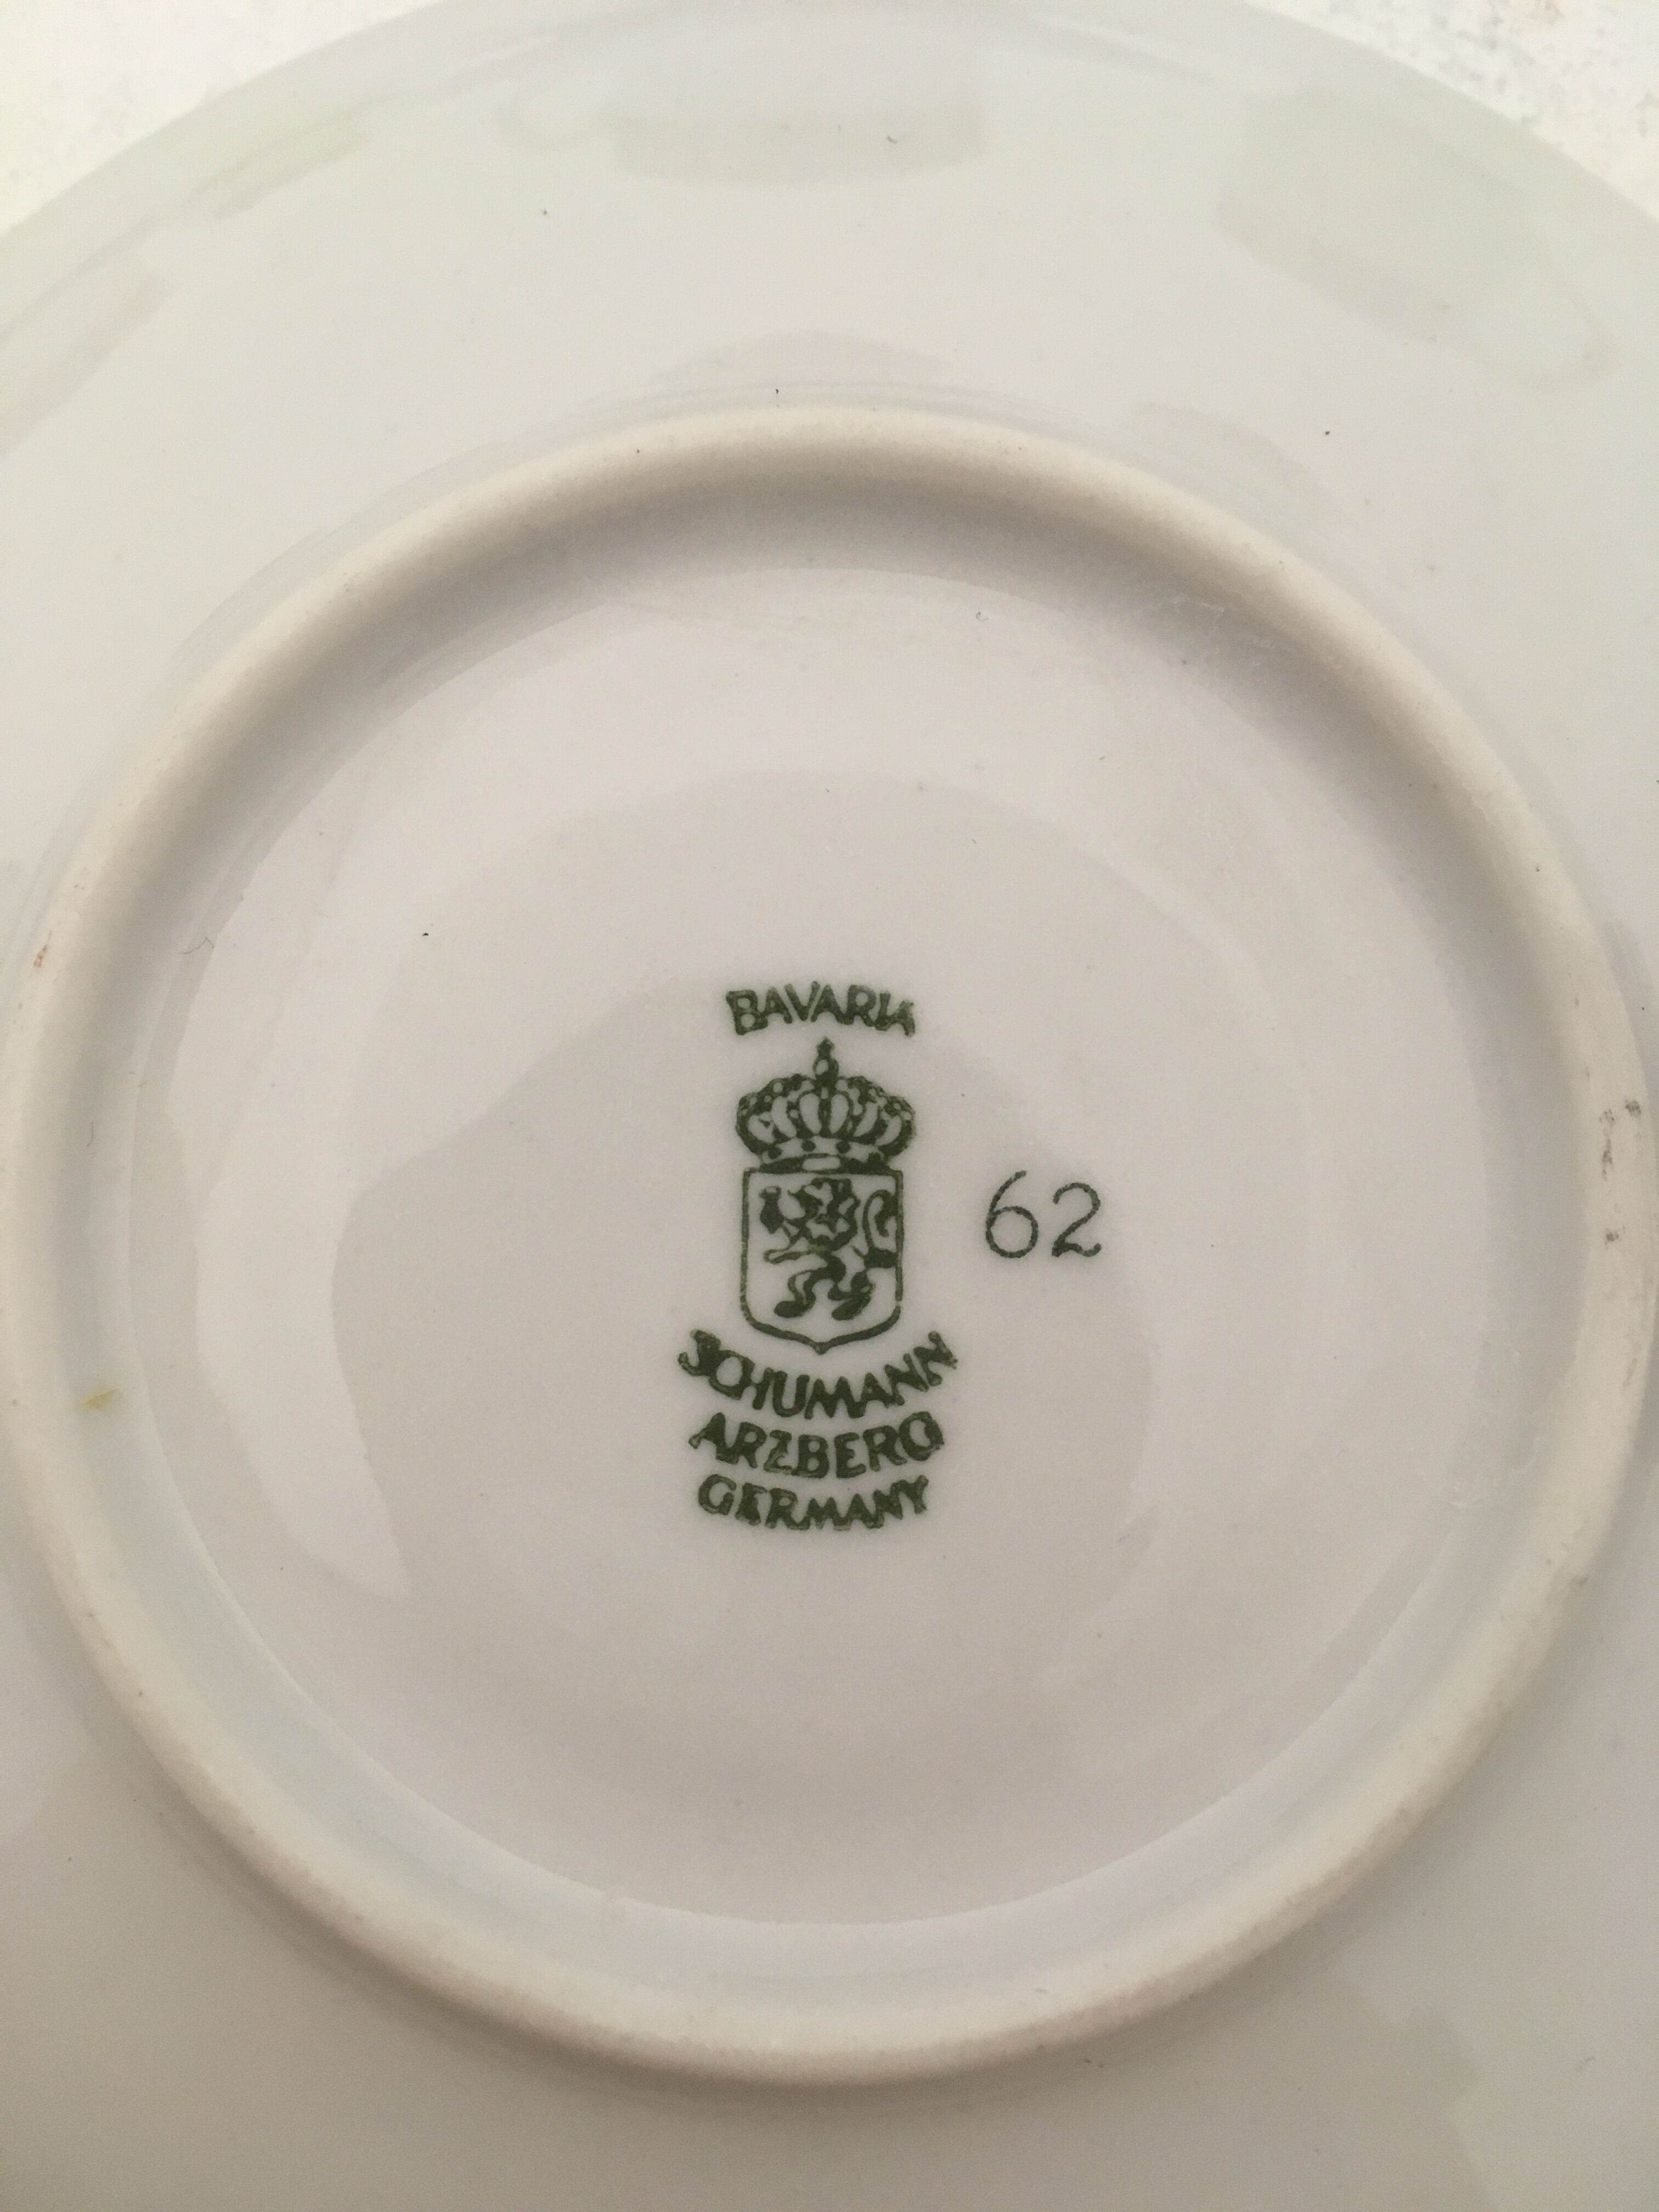 BAVARIA
62
SCHUMANN
ARZBERG
GERMANY